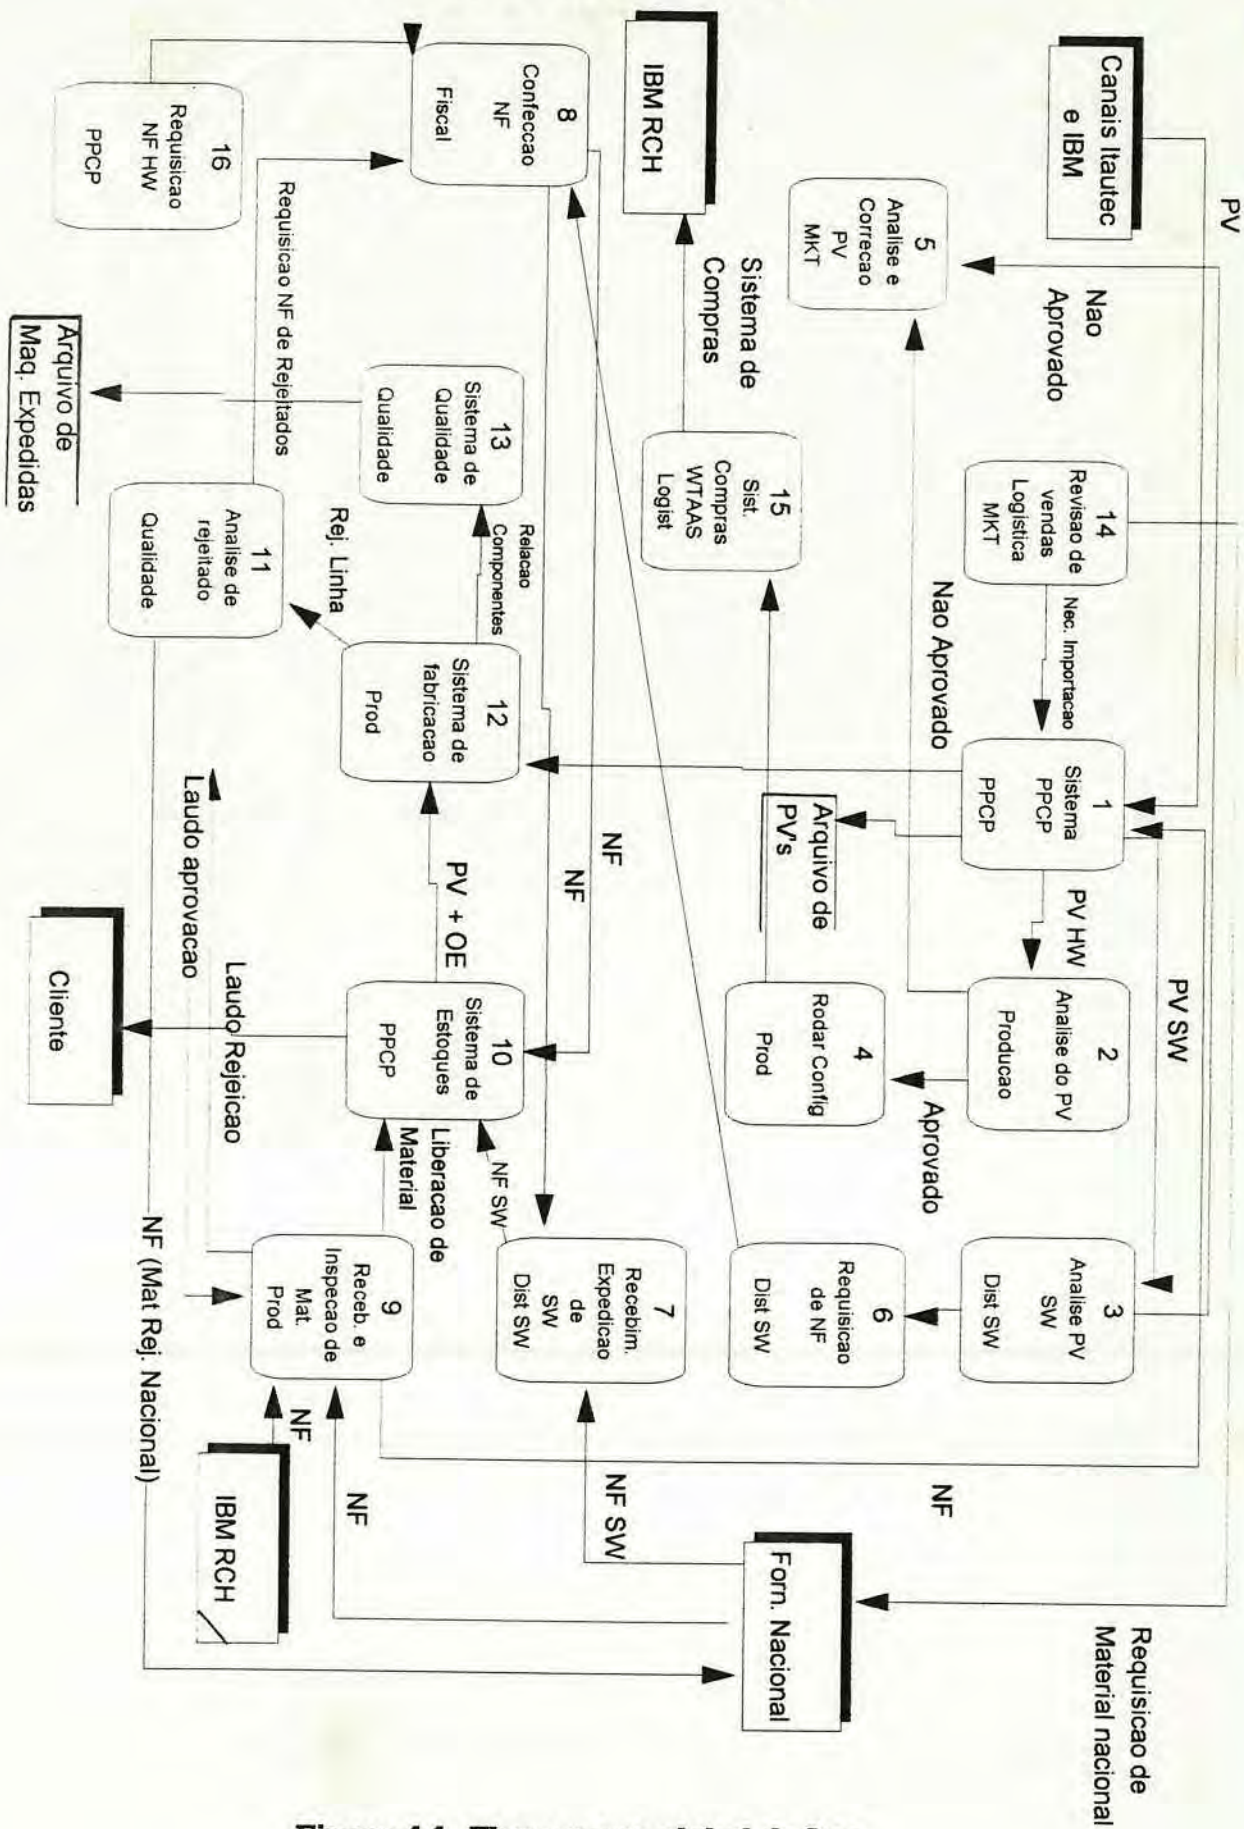 Canais Itautec
e IBM
PV
Nao
Aprovado
14
Revisao de
vendas
Logistica
MKT
Nec. Importacao
1
Sistema
PPCP
PPCP
PV HW
PV SW
2
Analise do PV
Producao
3
Analise PV
SW
Dist SW
NF
Requisicao de
Material nacional
5
Analise e
Correcao
PV
MKT
Nao Aprovado
Arquivo de
PV's
4
Rodar Config
Prod
Aprovado
6
Requisicao
de NF
Dist SW
Forn. Nacional
IBM RCH
Sistema de
Compras
15
Sist.
Compras
WTAAS
Logist
NF
NF
7
Recebim.
Expedicao
de
SW
Dist SW
NF SW
NF SW
8
Confeccao
NF
Fiscal
13
Sistema de
Qualidade
Qualidade
Relacao
Componentes
12
Sistema de
fabricacao
Prod
PV + OE
10
Sistema de
Estoques
PPCP
Liberacao de
Material
9
Receb. e
Inspecao de
Mat.
Prod
NF
NF
IBM RCH
16
Requisicao
NF HW
PPCP
Requisicao NF de Rejeitados
Arquivo de
Maq. Expedidas
11
Analise de
rejeitado
Qualidade
Rej. Linha
Laudo aprovacao
Laudo Rejeicao
Cliente
NF (Mat Rej. Nacional)